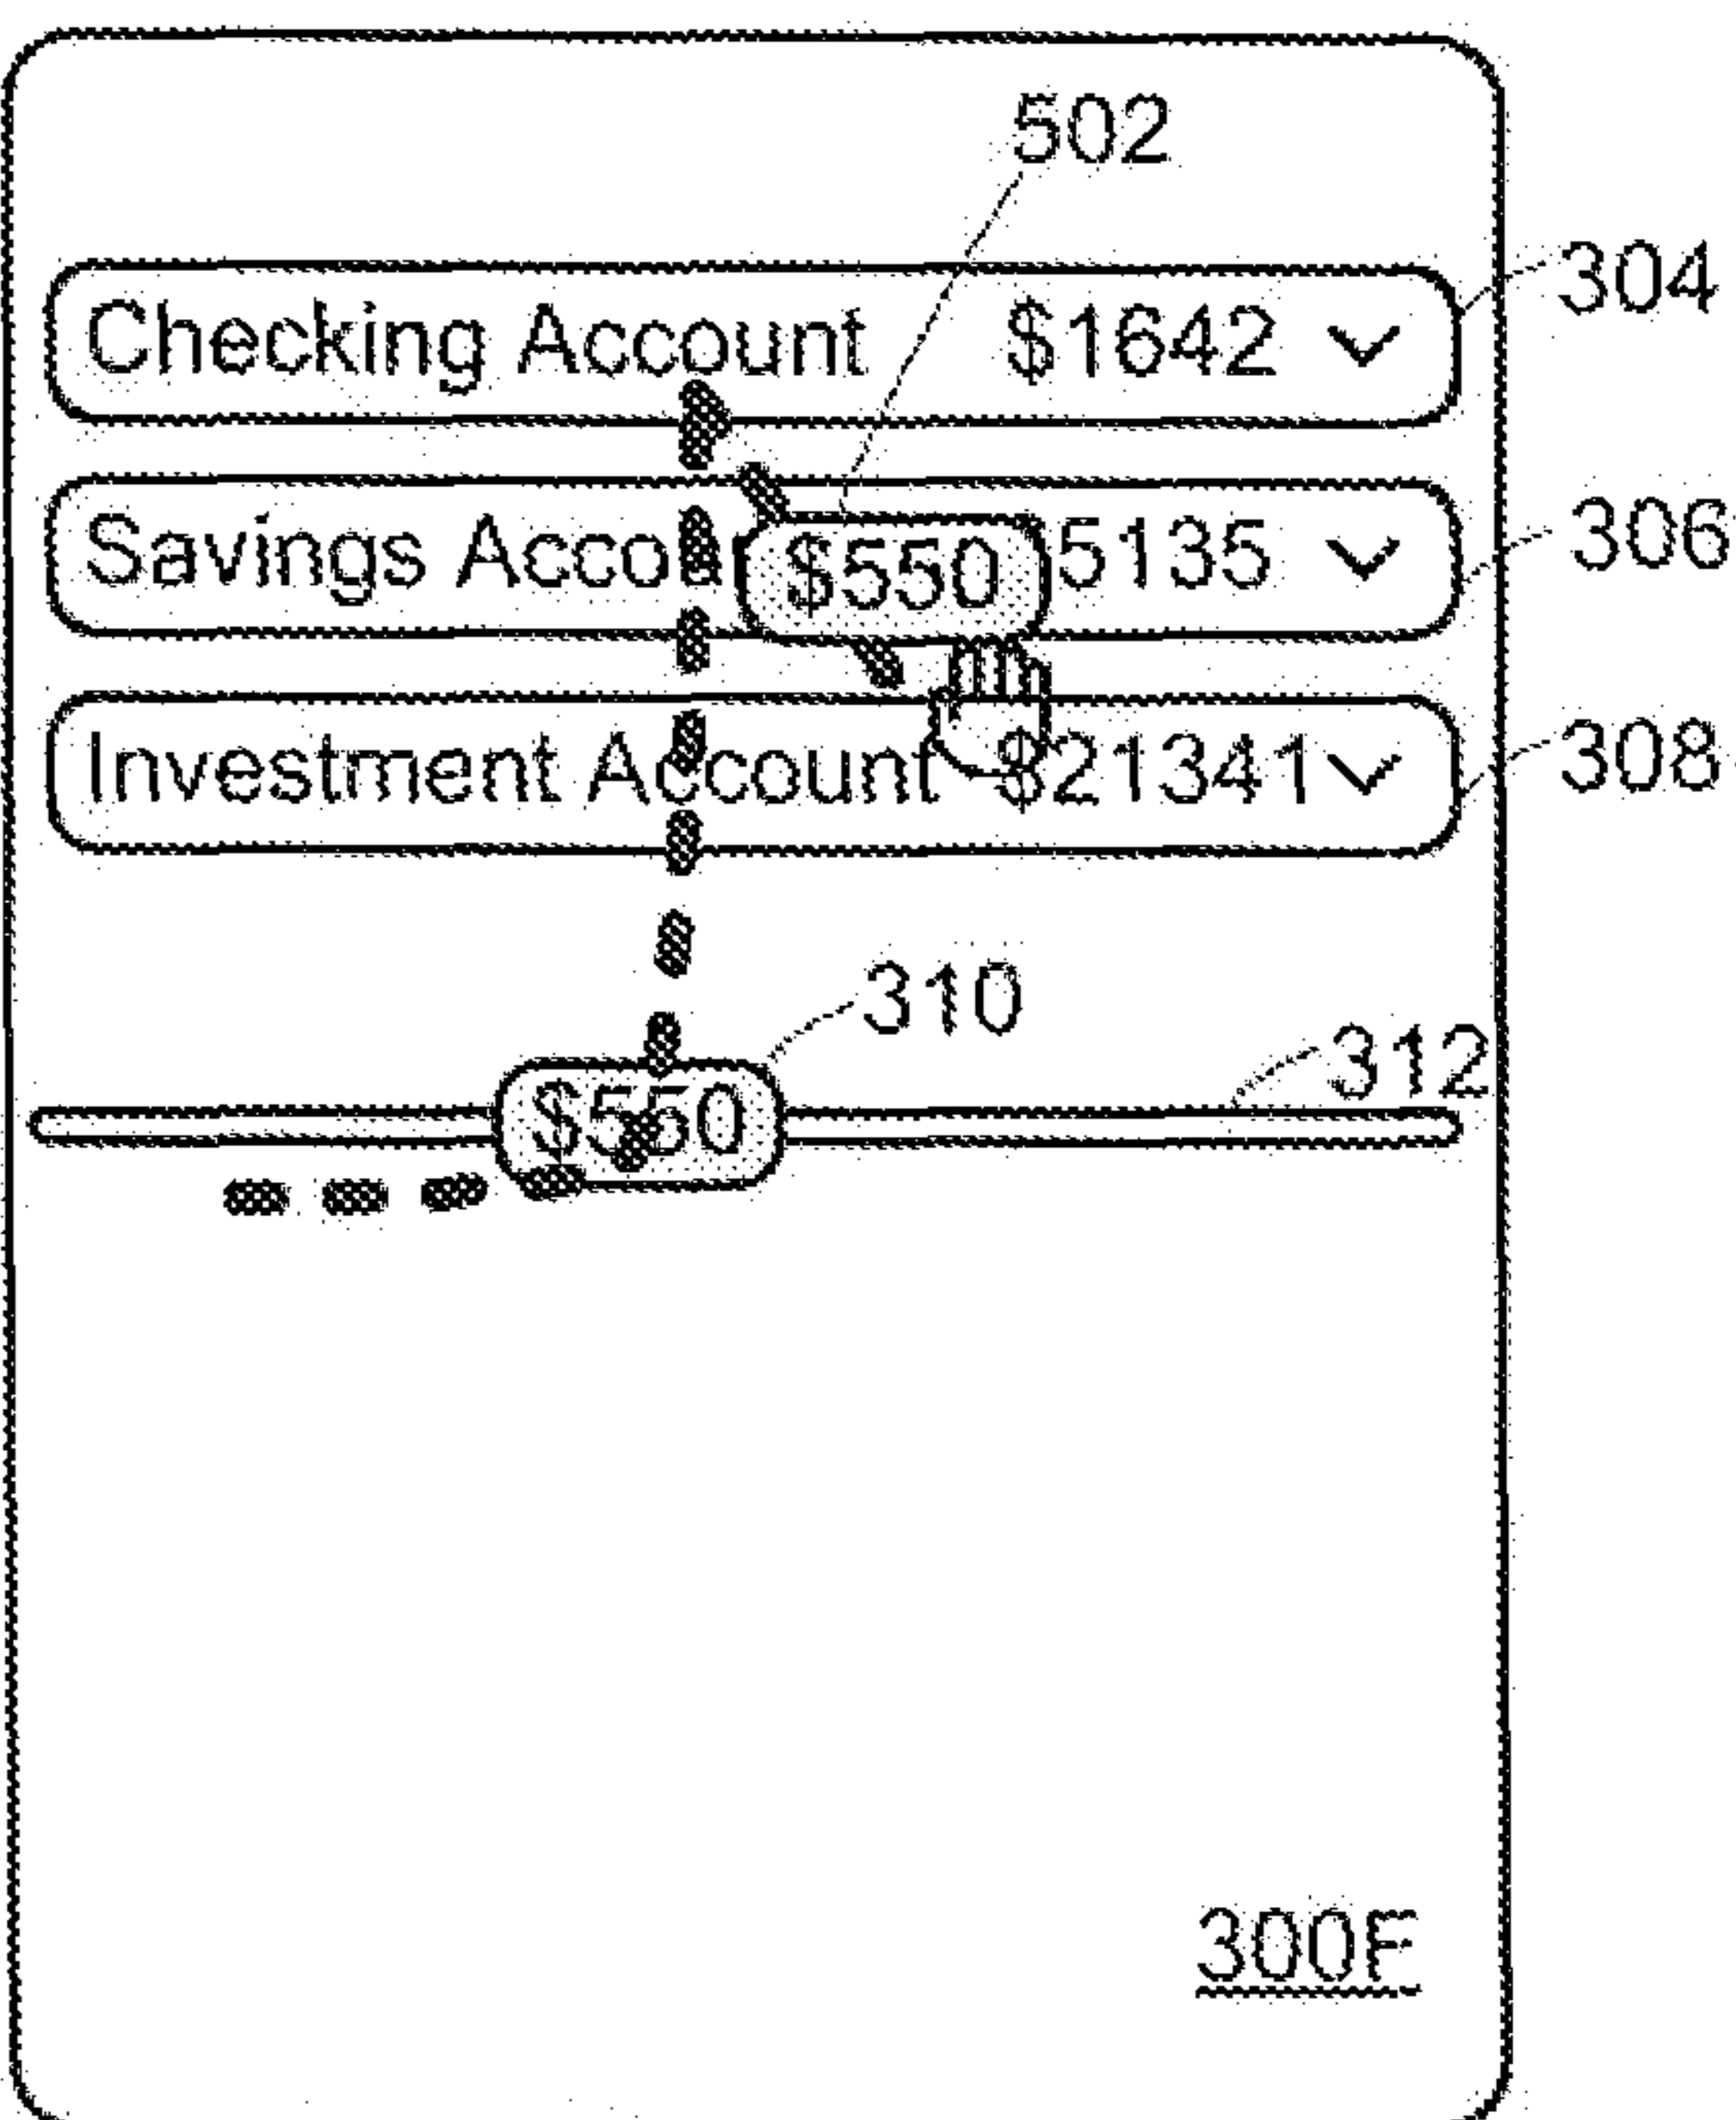 502
Checking Account $1642 304
Savings Acco $550 5135 306
Investment Account $21341 308
310
312
$550
300F